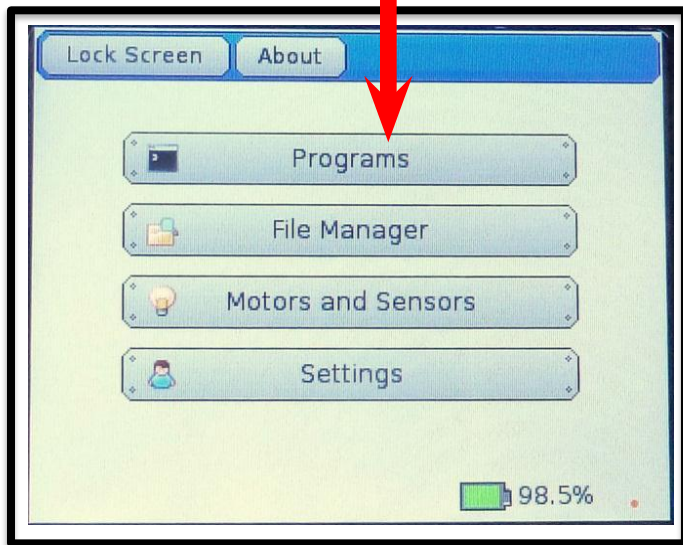 Lock Screen About
Programs
File Manager
Motors and Sensors
Settings
98.5%